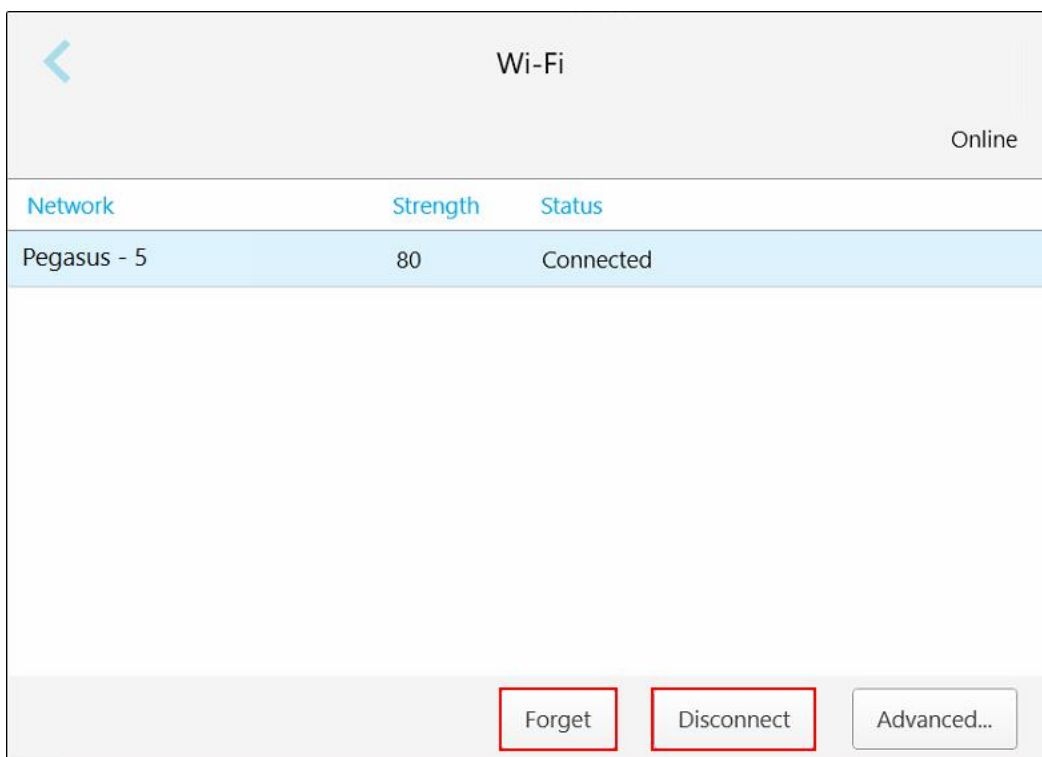 Wi-Fi
Online
Network Strength Status
Pegasus - 5 80 Connected
Forget Disconnect Advanced...